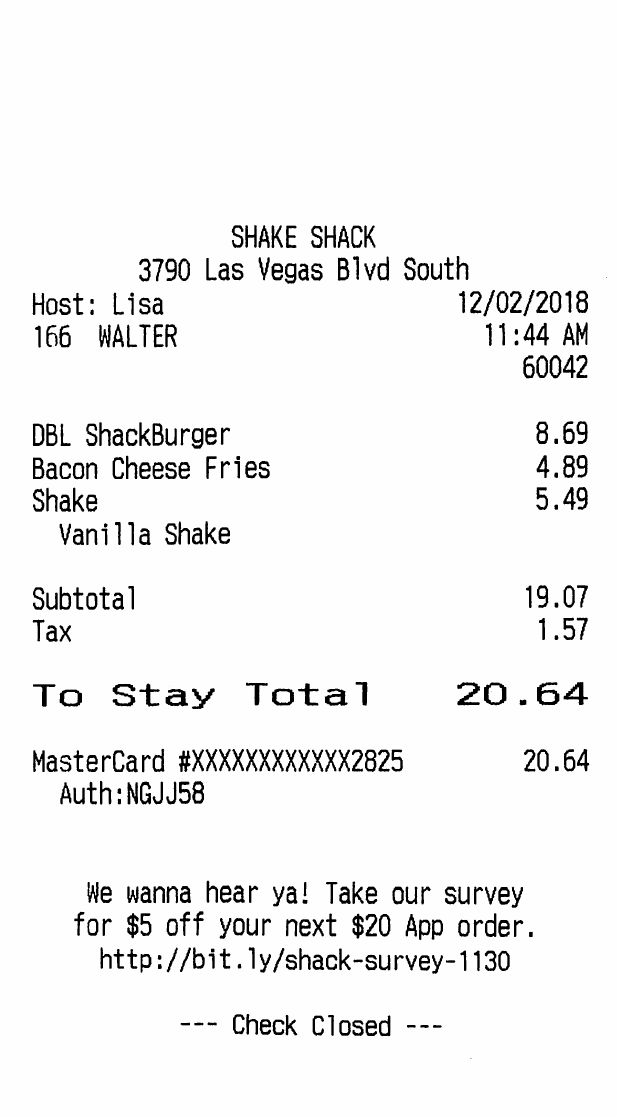 SHAKE SHACK
3790 Las Vegas Blvd South
Host: Lisa 12/02/2018
166 WALTER 11:44 AM
60042
DBL ShackBurger 8.69
Bacon Cheese Fries 4.89
Shake 5.49
Vanilla Shake
Subtotal 19.07
Tax 1.57
To Stay Total 20.64
MasterCard #XXXXXXXXXXXX2825 20.64
Auth:NGJJ58
We wanna hear ya! Take our survey
for $5 off your next $20 App order.
http://bit.ly/shack-survey-1130
--- Check Closed ---